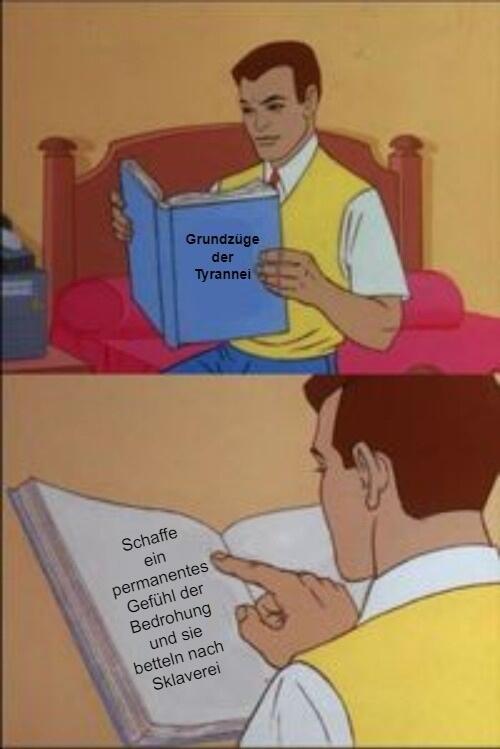 Grundzüge
der
Tyrannei
Schaffe
ein
permanentes
Gefühl der
Bedrohung
und sie
betteln nach
Sklaverei